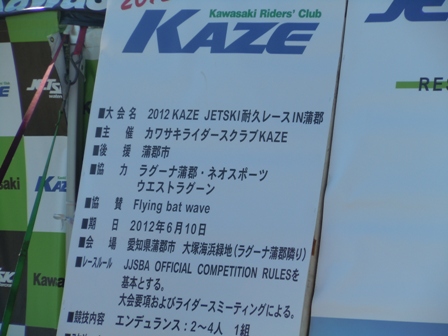 Kawasaki Riders' Club
KAZE
■大会名 2012 KAZE JETSKI耐久レースIN蒲郡
■主 催 カワサキライダースクラブKAZE
■後 援 蒲郡市
■協 力 ラグーナ蒲郡・ネオスポーツ
ウエストラグーン
■協 賛 Flying bat wave
■期 日 2012年6月10日
■会 場 愛知県蒲郡市 大塚海浜緑地(ラグーナ蒲郡隣り)
■レースルール JJSBA OFFICIAL COMPETITION RULESを
基本とする。
大会要項およびライダースミーティングによる。
■競技内容 エンデュランス:2〜4人 1組
JE
RES
JETSKI
KAZE
Kawa